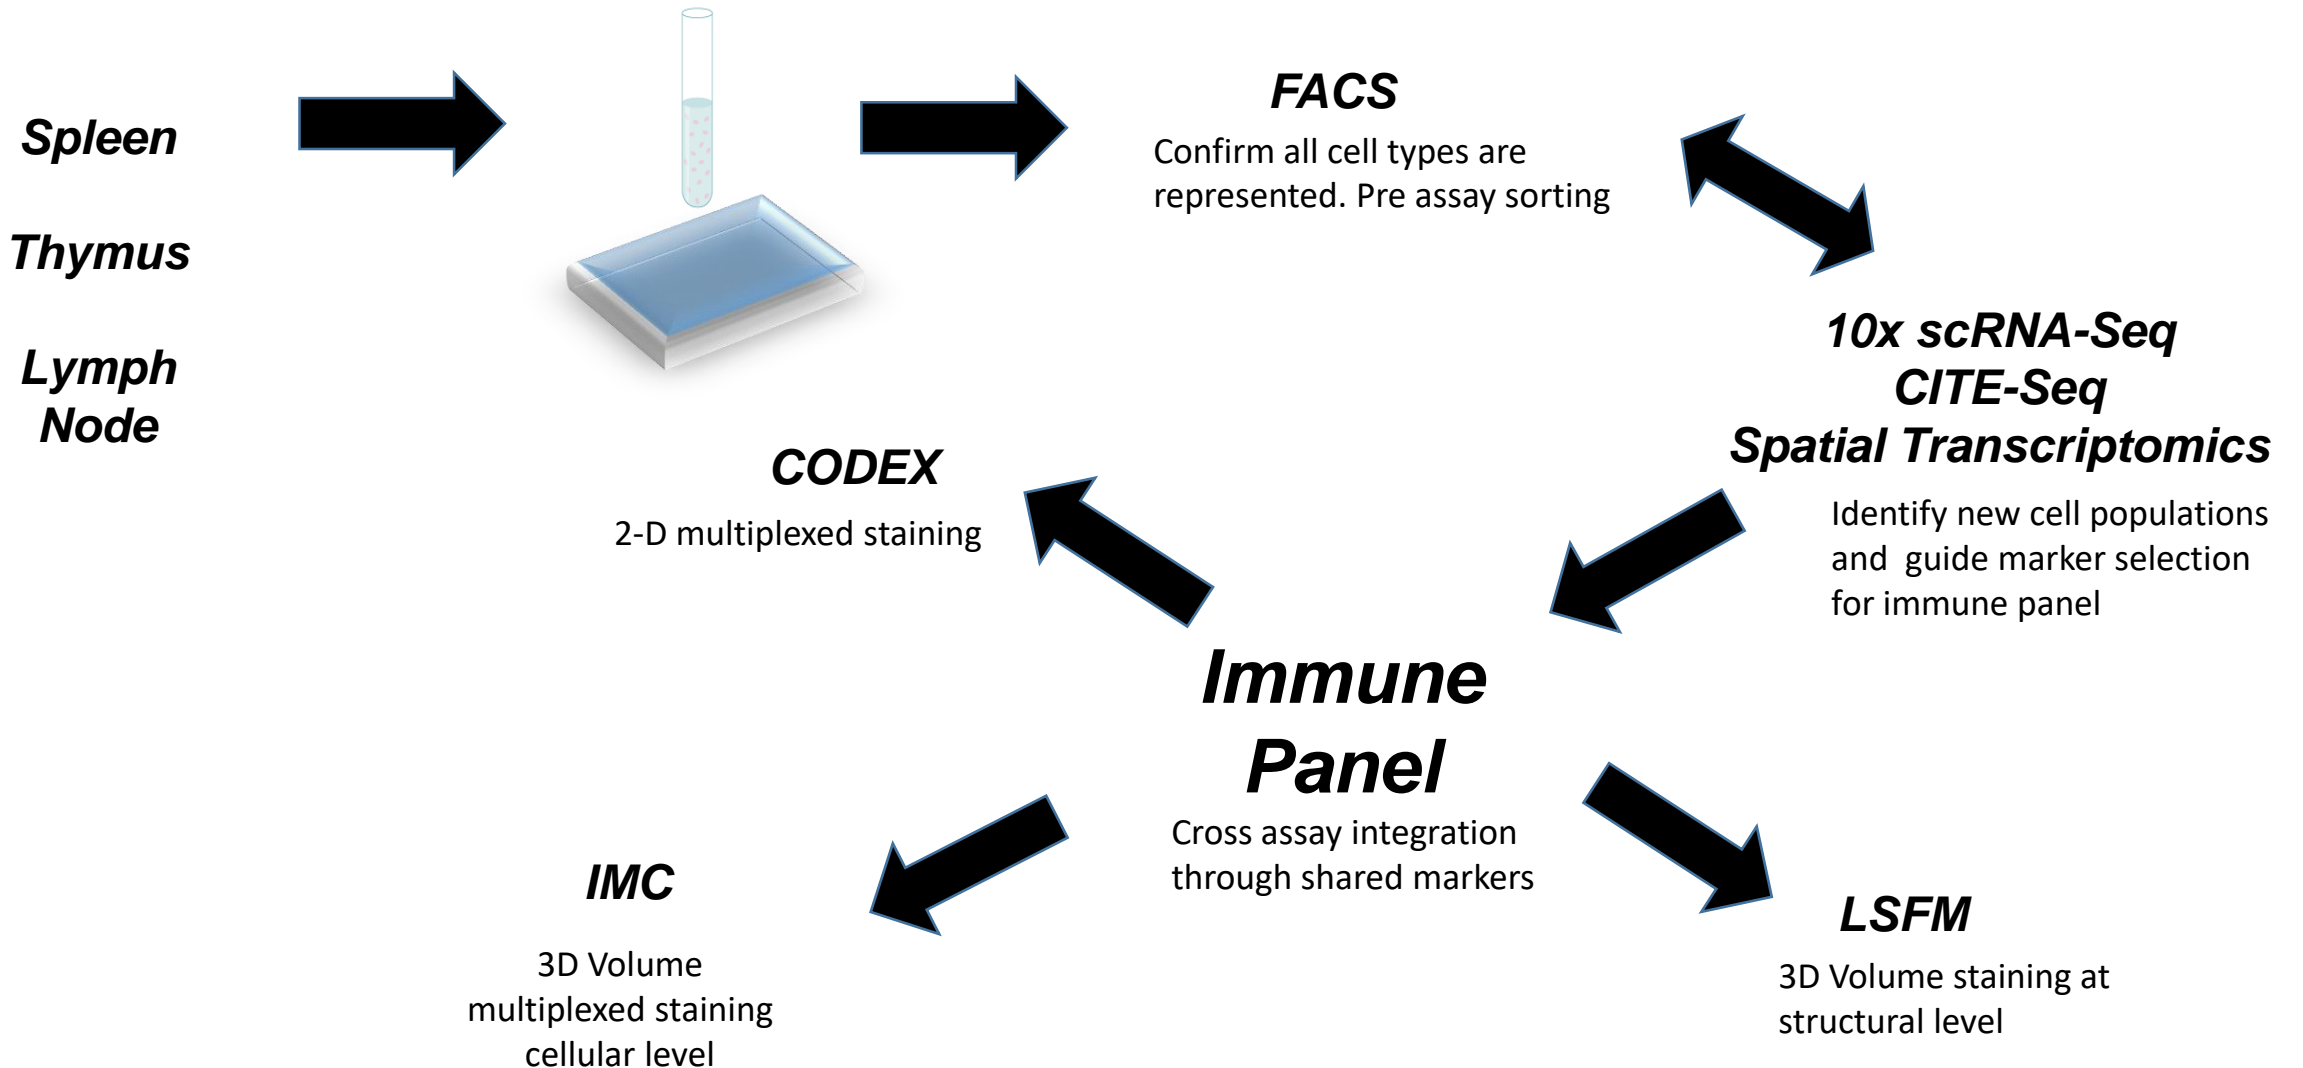 Spleen
Thymus
Lymph
Node
FACS
Confirm all cell types are
represented. Pre assay sorting
10x scRNA-Seq
CITE-Seq
Spatial Transcriptomics
Identify new cell populations
and  guide marker selection
for immune panel
CODEX
2-D multiplexed staining
Immune
Panel
Cross assay integration
through shared markers
IMC
3D Volume
multiplexed staining
cellular level
LSFM
3D Volume staining at
structural level